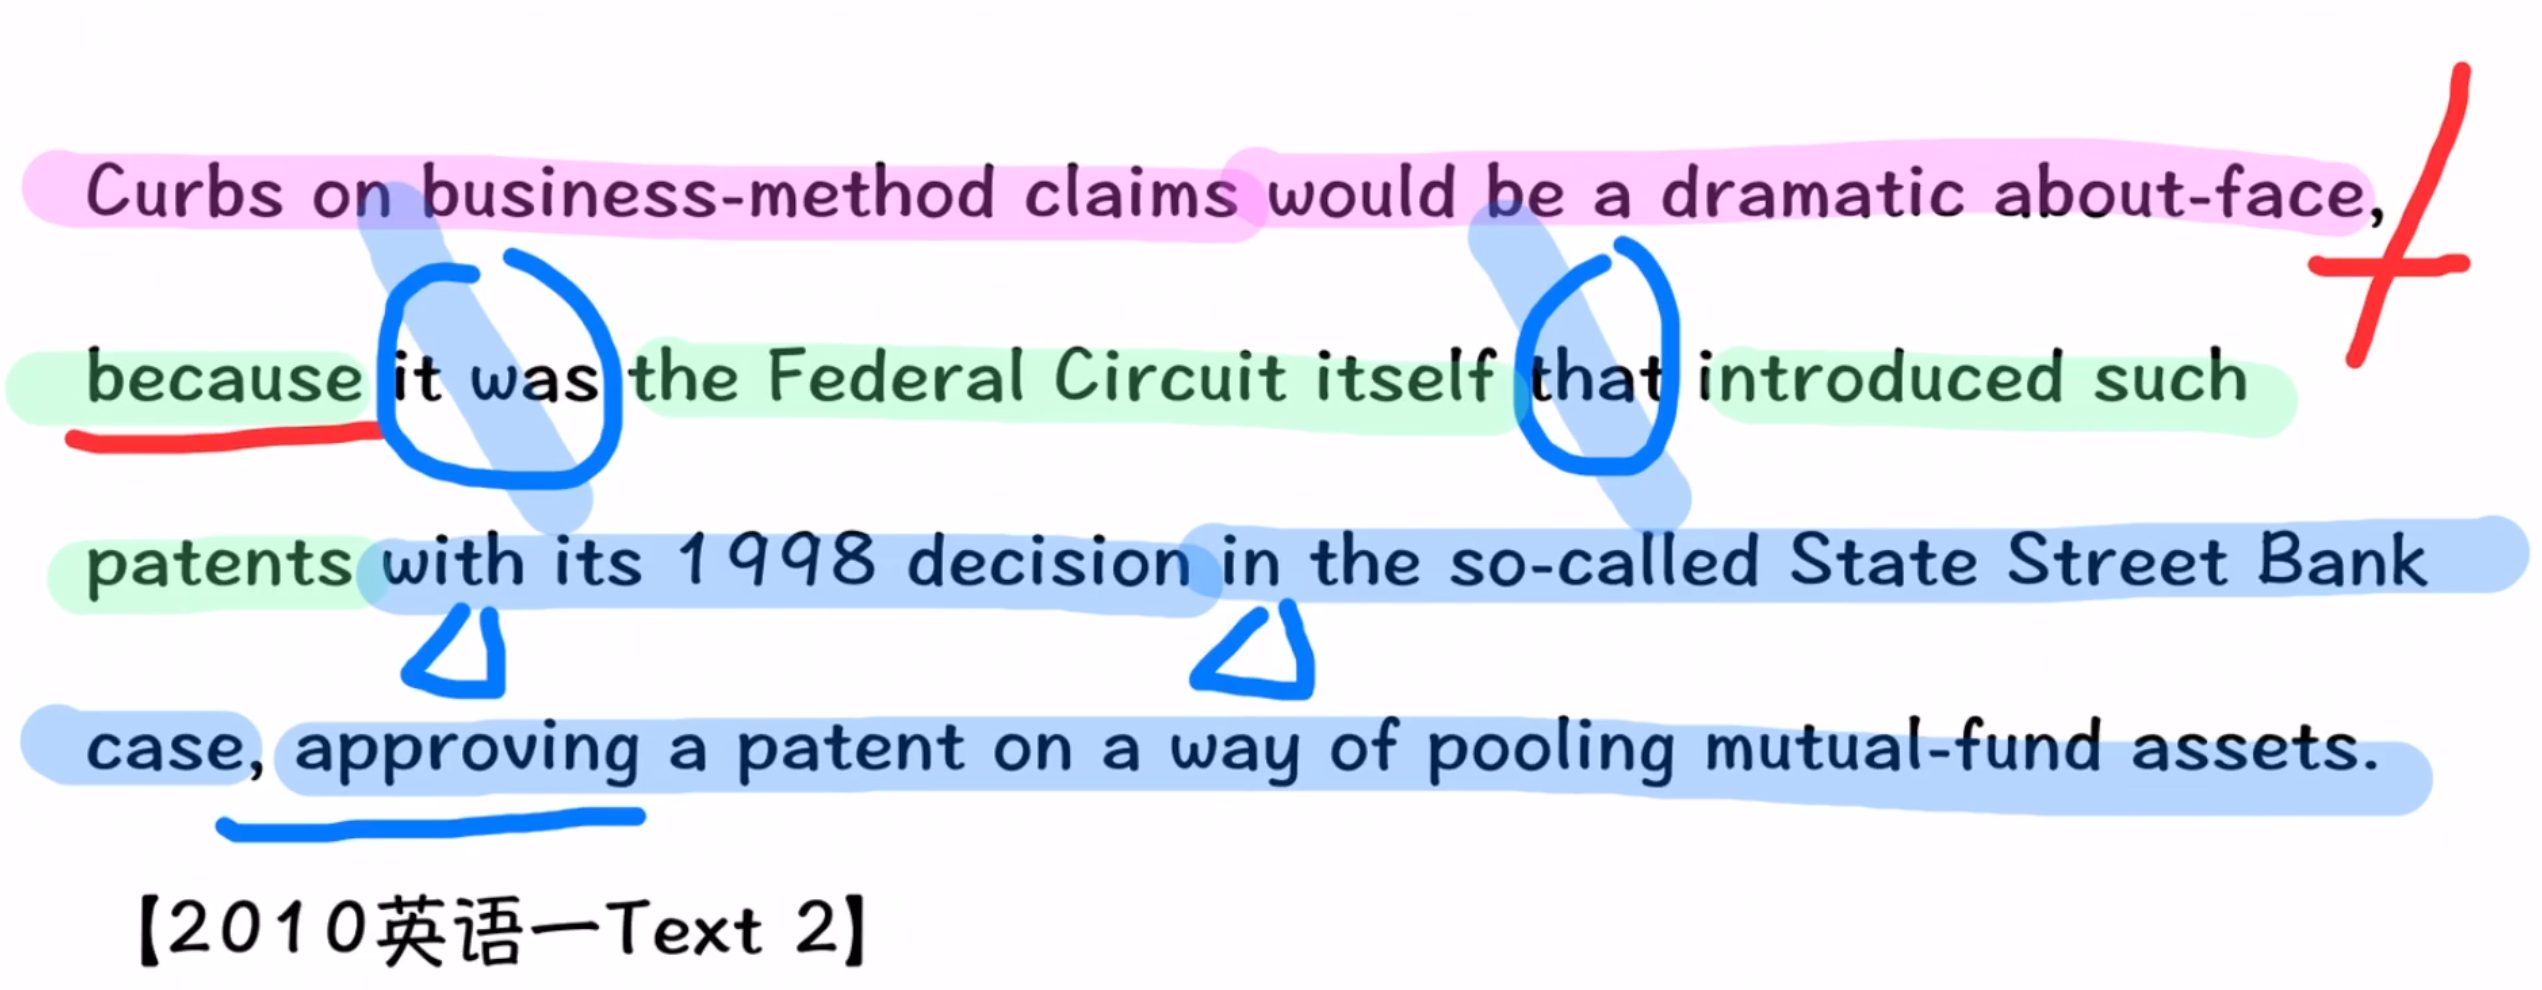 Curbs on business-method claims would be a dramatic about-face,
because it was the Federal Circuit itself that introduced such
patents with its 1998 decision in the so-called State Street Bank
case, approving a patent on a way of pooling mutual-fund assets.
【2010英语一Text 2】